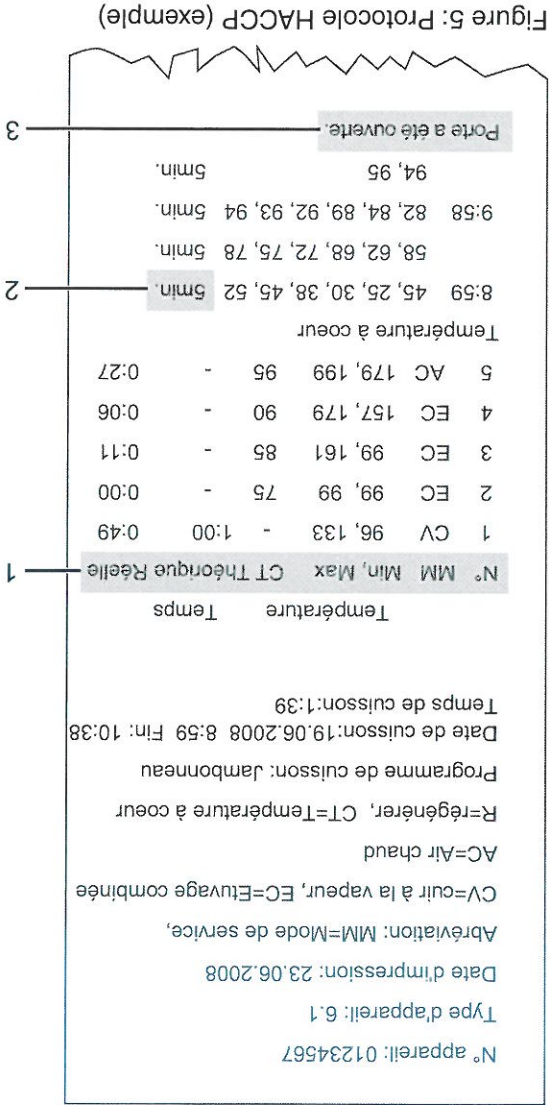 N° appareil: 01234567
Type d'appareil: 6.1
Date d'impression: 23.06.2008
Abréviation: MM=Mode de service,
CV=cuir à la vapeur, EC=Etuvage combinée
AC=Air chaud
R=régénérer, CT=Température à coeur
Programme de cuisson: Jambonneau
Date de cuisson:19.06.2008 8:59 Fin: 10:38
Temps de cuisson:1:39
Température Temps
N° MM Min, Max CT Théorique Réelle 1
1 CV 96, 133 - 1:00 0:49
2 EC 99, 99 75 - 0:00
3 EC 99, 161 85 - 0:11
4 EC 157, 179 90 - 0:06
5 AC 179, 199 95 - 0:27
Température à coeur
8:59 45, 25, 30, 38, 45, 52 5min. 2
58, 62, 68, 72, 75, 78 5min.
9:58 82, 84, 89, 92, 93, 94 5min.
94, 95 5min.
Porte a été ouverte. 3
Figure 5: Protocole HACCP (exemple)